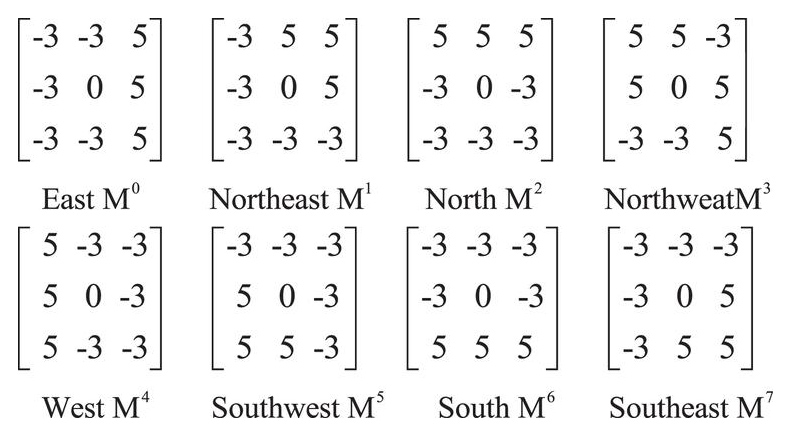 -3 -3 5 -3 5 5 5 5 5 5 5 -3
-3 0 5 -3 0 5 -3 0 -3 5 0 5
-3 -3 5 -3 -3 -3 -3 -3 -3 -3 -3 5
East M⁰ Northeast M¹ North M² NorthweatM³
5 -3 -3 -3 -3 -3 -3 -3 -3 -3 -3 -3
5 0 -3 5 0 -3 -3 0 -3 -3 0 5
5 -3 -3 5 5 -3 5 5 5 -3 5 5
West M⁴ Southwest M⁵ South M⁶ Southeast M⁷